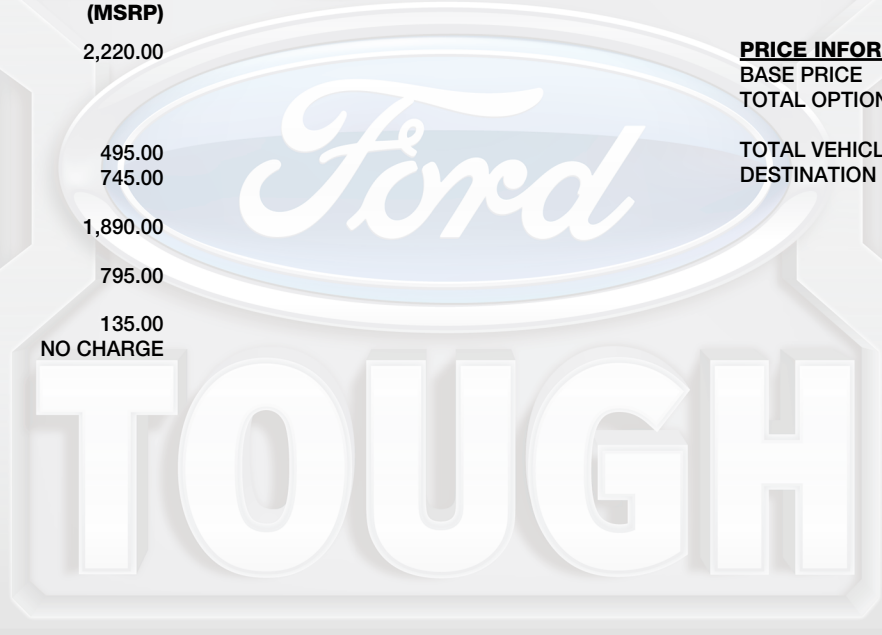 (MSRP)
2,220.00
495.00
745.00
1,890.00
795.00
135.00
NO CHARGE
PRICE INFOR
BASE PRICE
TOTAL OPTION
TOTAL VEHICL
DESTINATION
Ford
TOUGH